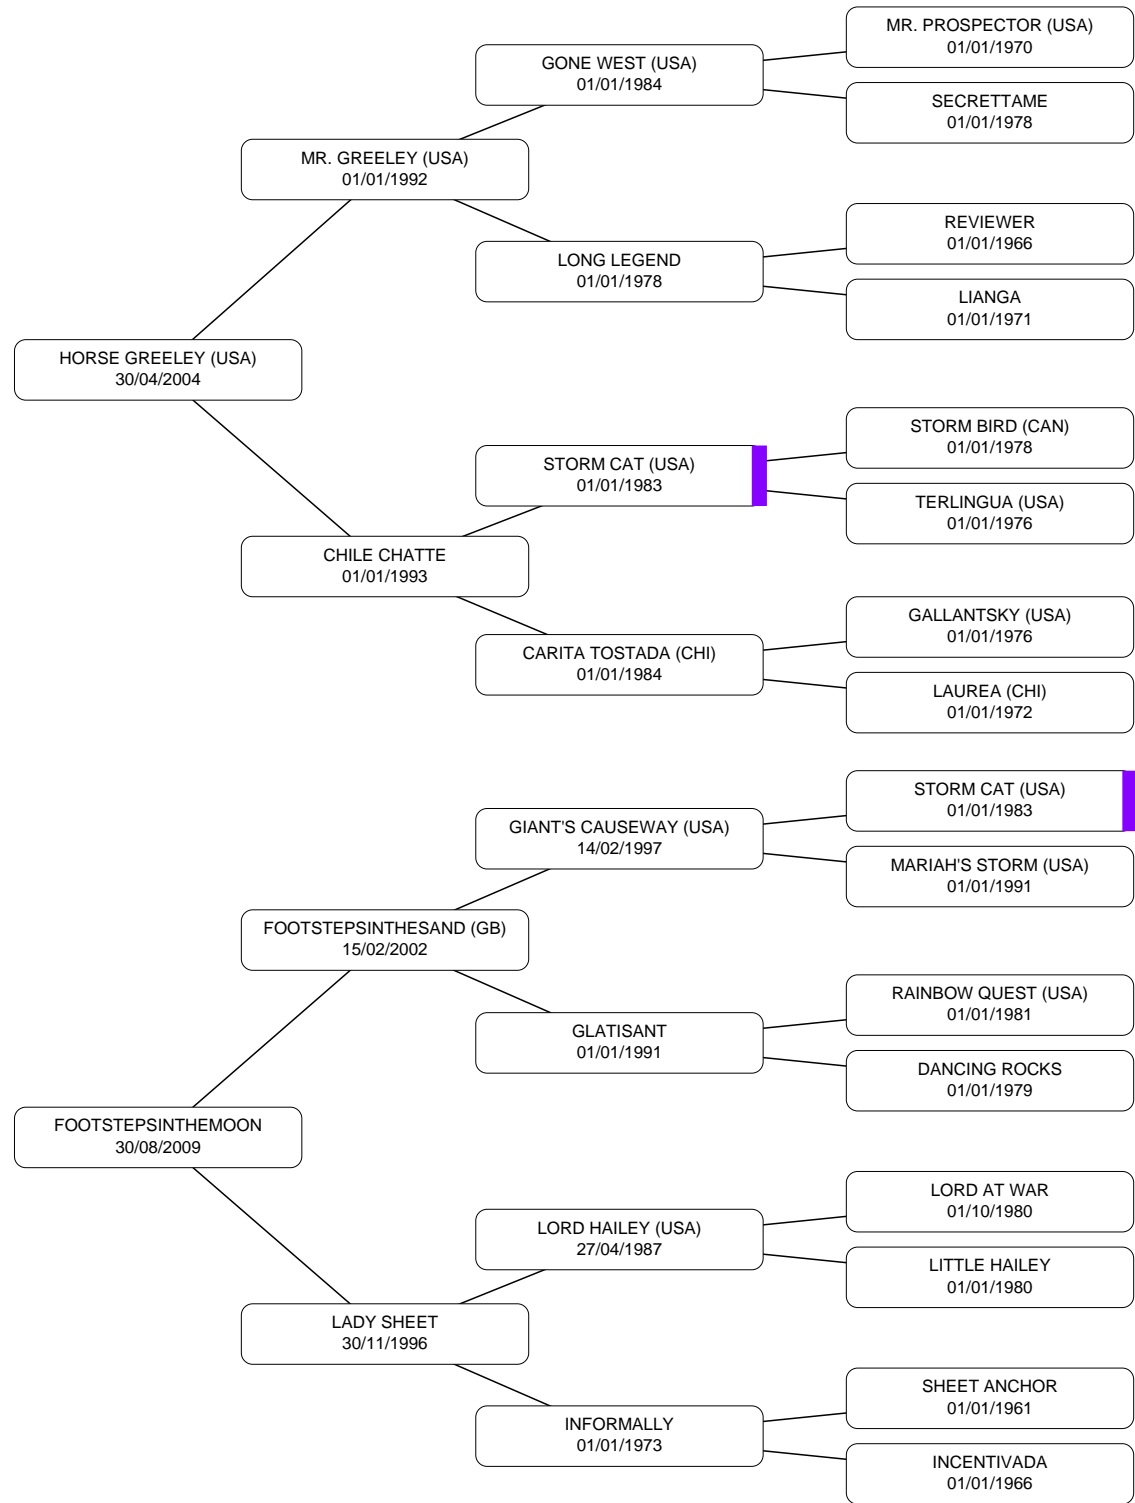 MR. PROSPECTOR (USA)
01/01/1970
GONE WEST (USA)
01/01/1984
SECRETTAME
01/01/1978
MR. GREELEY (USA)
01/01/1992
REVIEWER
01/01/1966
LONG LEGEND
01/01/1978
LIANGA
01/01/1971
HORSE GREELEY (USA)
30/04/2004
STORM BIRD (CAN)
01/01/1978
STORM CAT (USA)
01/01/1983
TERLINGUA (USA)
01/01/1976
CHILE CHATTE
01/01/1993
GALLANTSKY (USA)
01/01/1976
CARITA TOSTADA (CHI)
01/01/1984
LAUREA (CHI)
01/01/1972
STORM CAT (USA)
01/01/1983
GIANT'S CAUSEWAY (USA)
14/02/1997
MARIAH'S STORM (USA)
01/01/1991
FOOTSTEPSINTHESAND (GB)
15/02/2002
RAINBOW QUEST (USA)
01/01/1981
GLATISANT
01/01/1991
DANCING ROCKS
01/01/1979
FOOTSTEPSINTHEMOON
30/08/2009
LORD AT WAR
01/10/1980
LORD HAILEY (USA)
27/04/1987
LITTLE HAILEY
01/01/1980
LADY SHEET
30/11/1996
SHEET ANCHOR
01/01/1961
INFORMALLY
01/01/1973
INCENTIVADA
01/01/1966